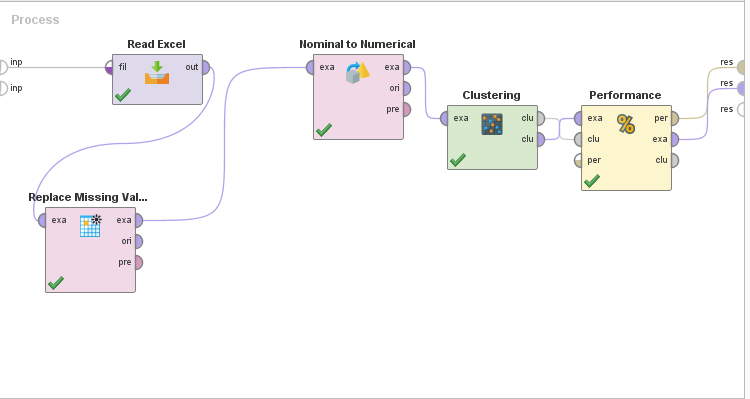 Process
inp
inp
Read Excel
fil
out
Replace Missing Val...
exa
exa
ori
pre
Nominal to Numerical
exa
exa
ori
pre
Clustering
exa
clu
clu
Performance
exa
per
clu
exa
per
clu
res
res
res